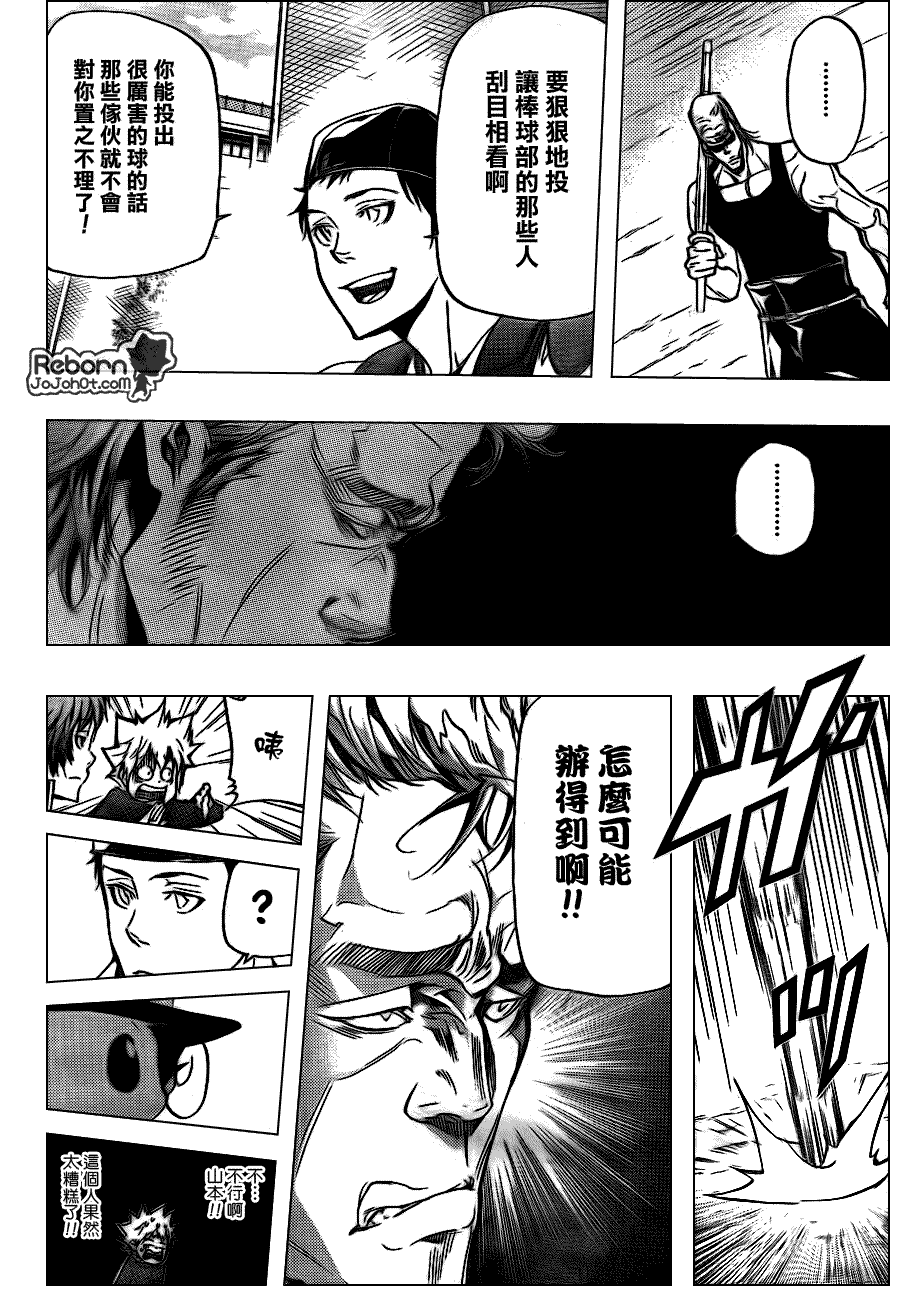 ………
要狠狠地投
讓棒球部的那些人
刮目相看啊
你能投出
很厲害的球的話
那些傢伙就不會
對你置之不理了！
Reborn
JoJoHot.com
…………
ガッ
怎麼可能
辦得到啊!!
咦
?
不…
不行啊
山本!!
這個人果然
太糟糕了!!